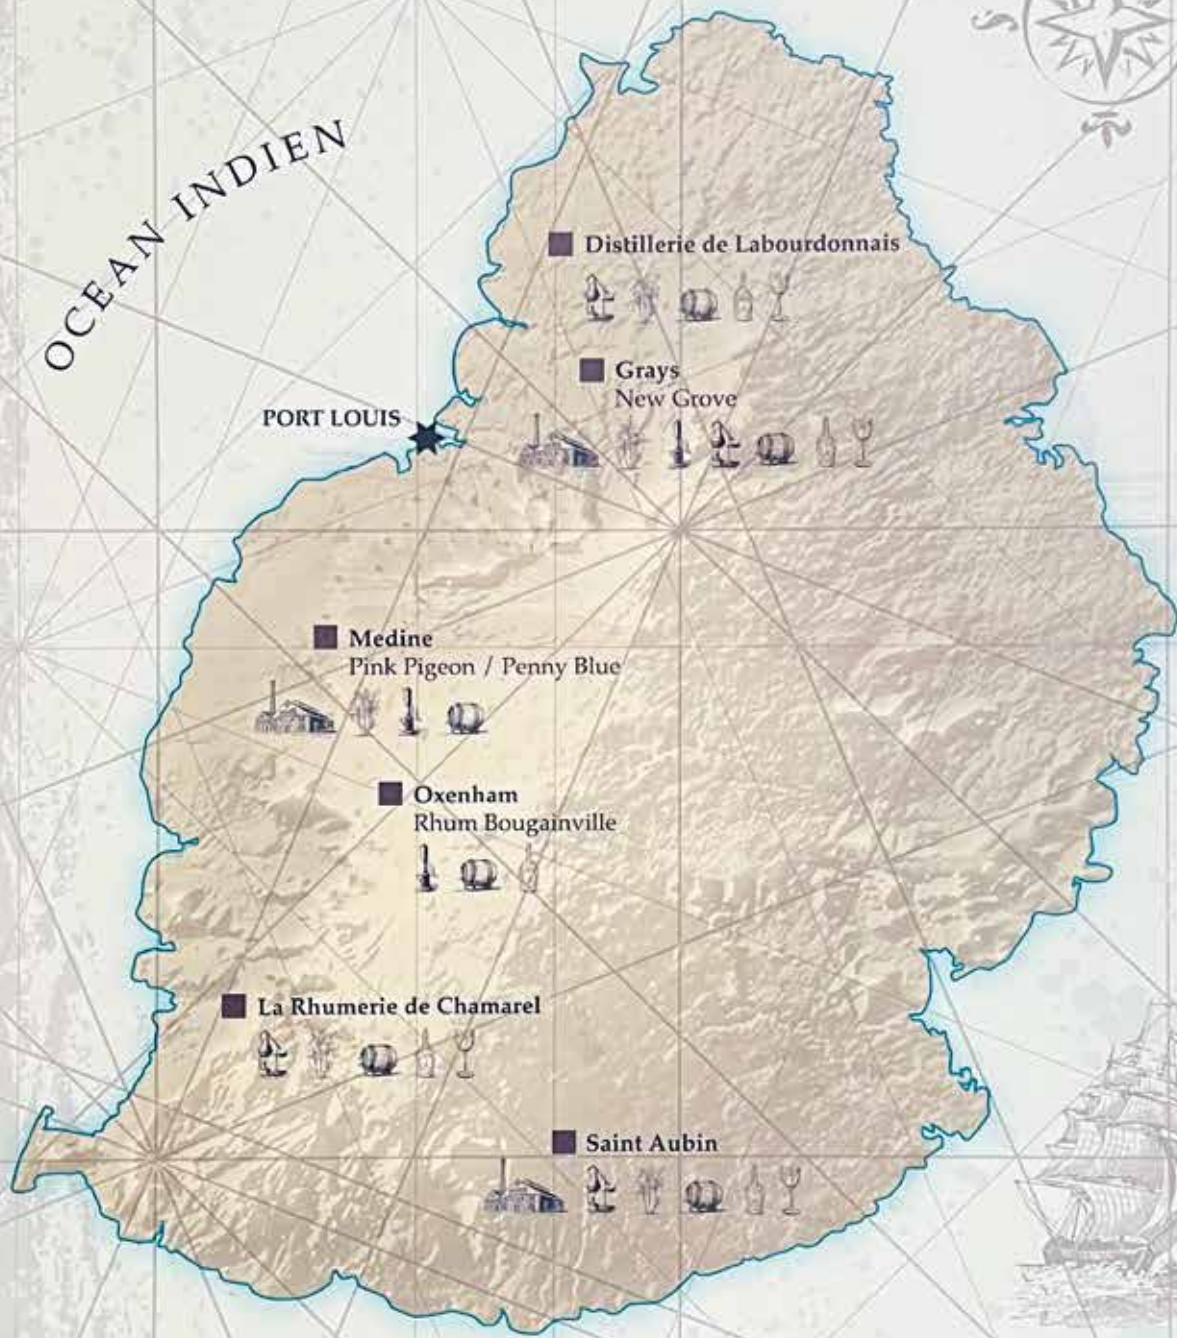 OCEAN INDIEN
Distillerie de Labourdonnais
Grays
New Grove
PORT LOUIS
Medine
Pink Pigeon / Penny Blue
Oxenham
Rhum Bougainville
La Rhumerie de Chamarel
Saint Aubin